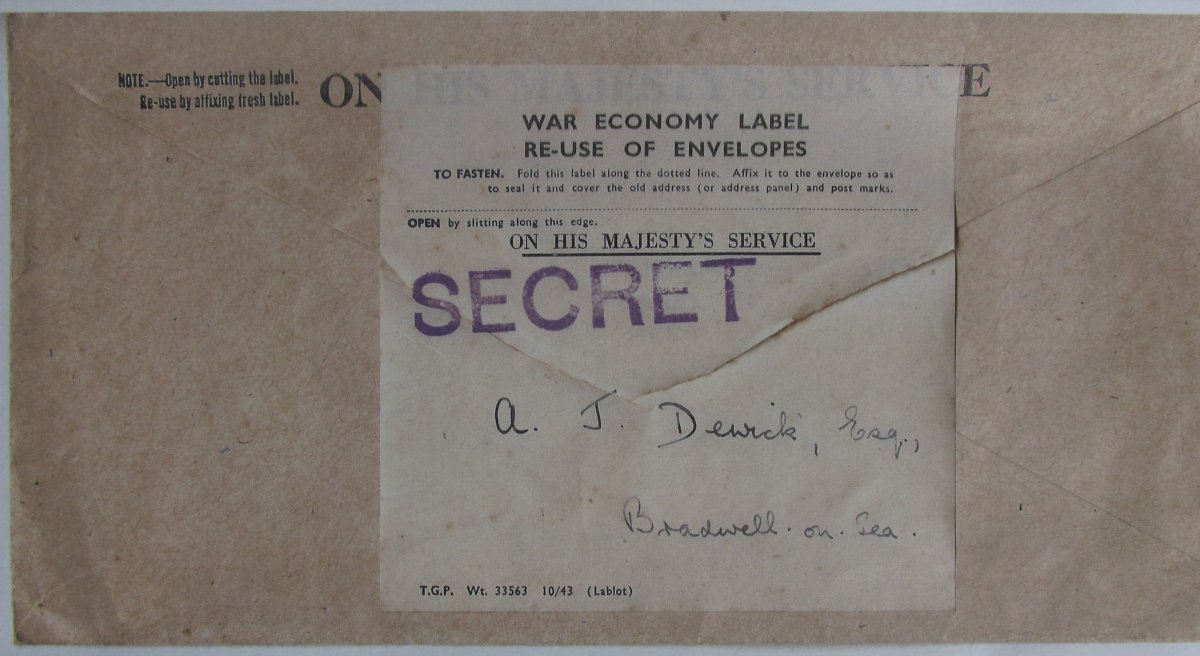 NOTE.—Open by cutting the label.
Re-use by affixing fresh label.
ON HIS MAJESTY'S SERVICE
WAR ECONOMY LABEL
RE-USE OF ENVELOPES
TO FASTEN. Fold this label along the dotted line. Affix it to the envelope so as
to seal it and cover the old address (or address panel) and post marks.
OPEN by slitting along this edge.
ON HIS MAJESTY'S SERVICE
SECRET
A. J. Dewick, Esq.,
Bradwell-on-Sea.
T.G.P. Wt. 33563 10/43 (Lablot)